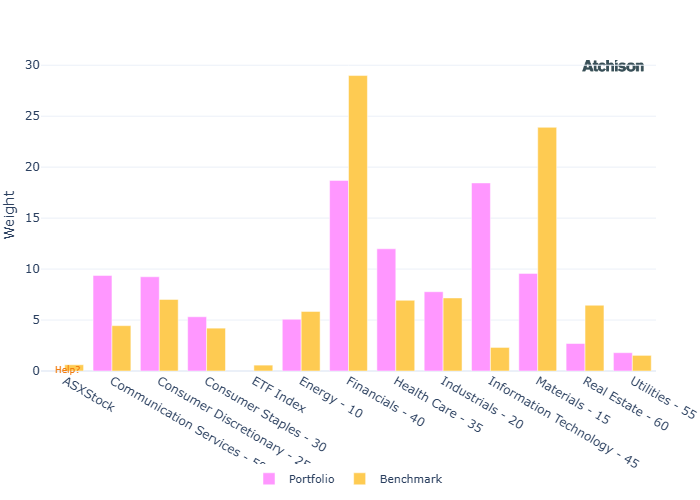 Atchison
30
25
20
15
10
5
0
Weight
Help?
ASXStock
Communication Services - 50
Consumer Discretionary - 25
Consumer Staples - 30
ETF Index
Energy - 10
Financials - 40
Health Care - 35
Industrials - 20
Information Technology - 45
Materials - 15
Real Estate - 60
Utilities - 55
Portfolio
Benchmark